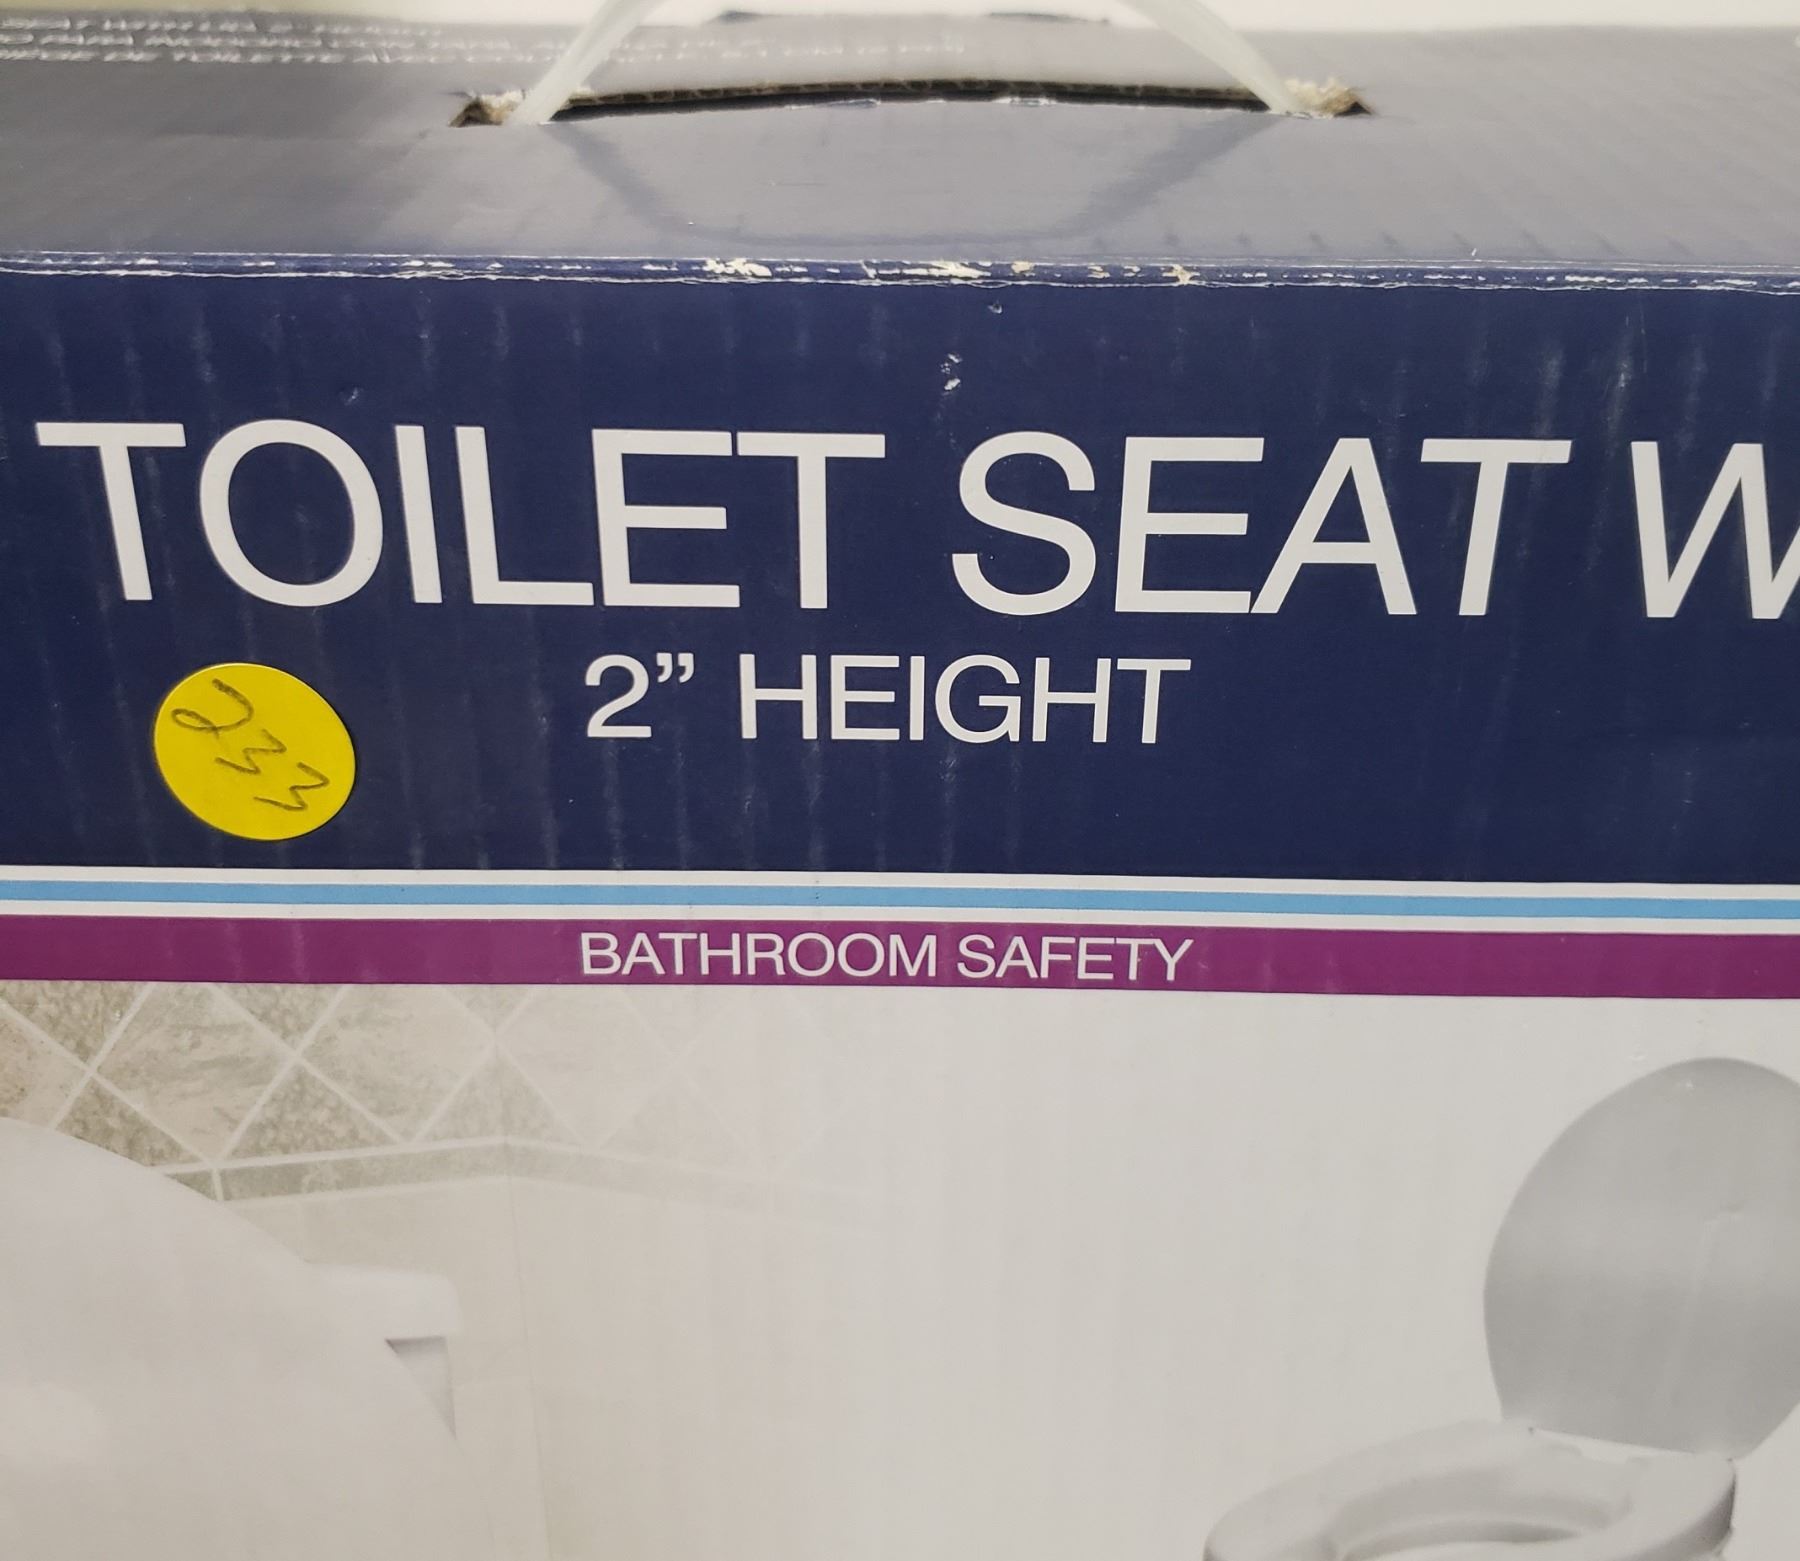 TOILET SEAT W
2” HEIGHT
233
BATHROOM SAFETY